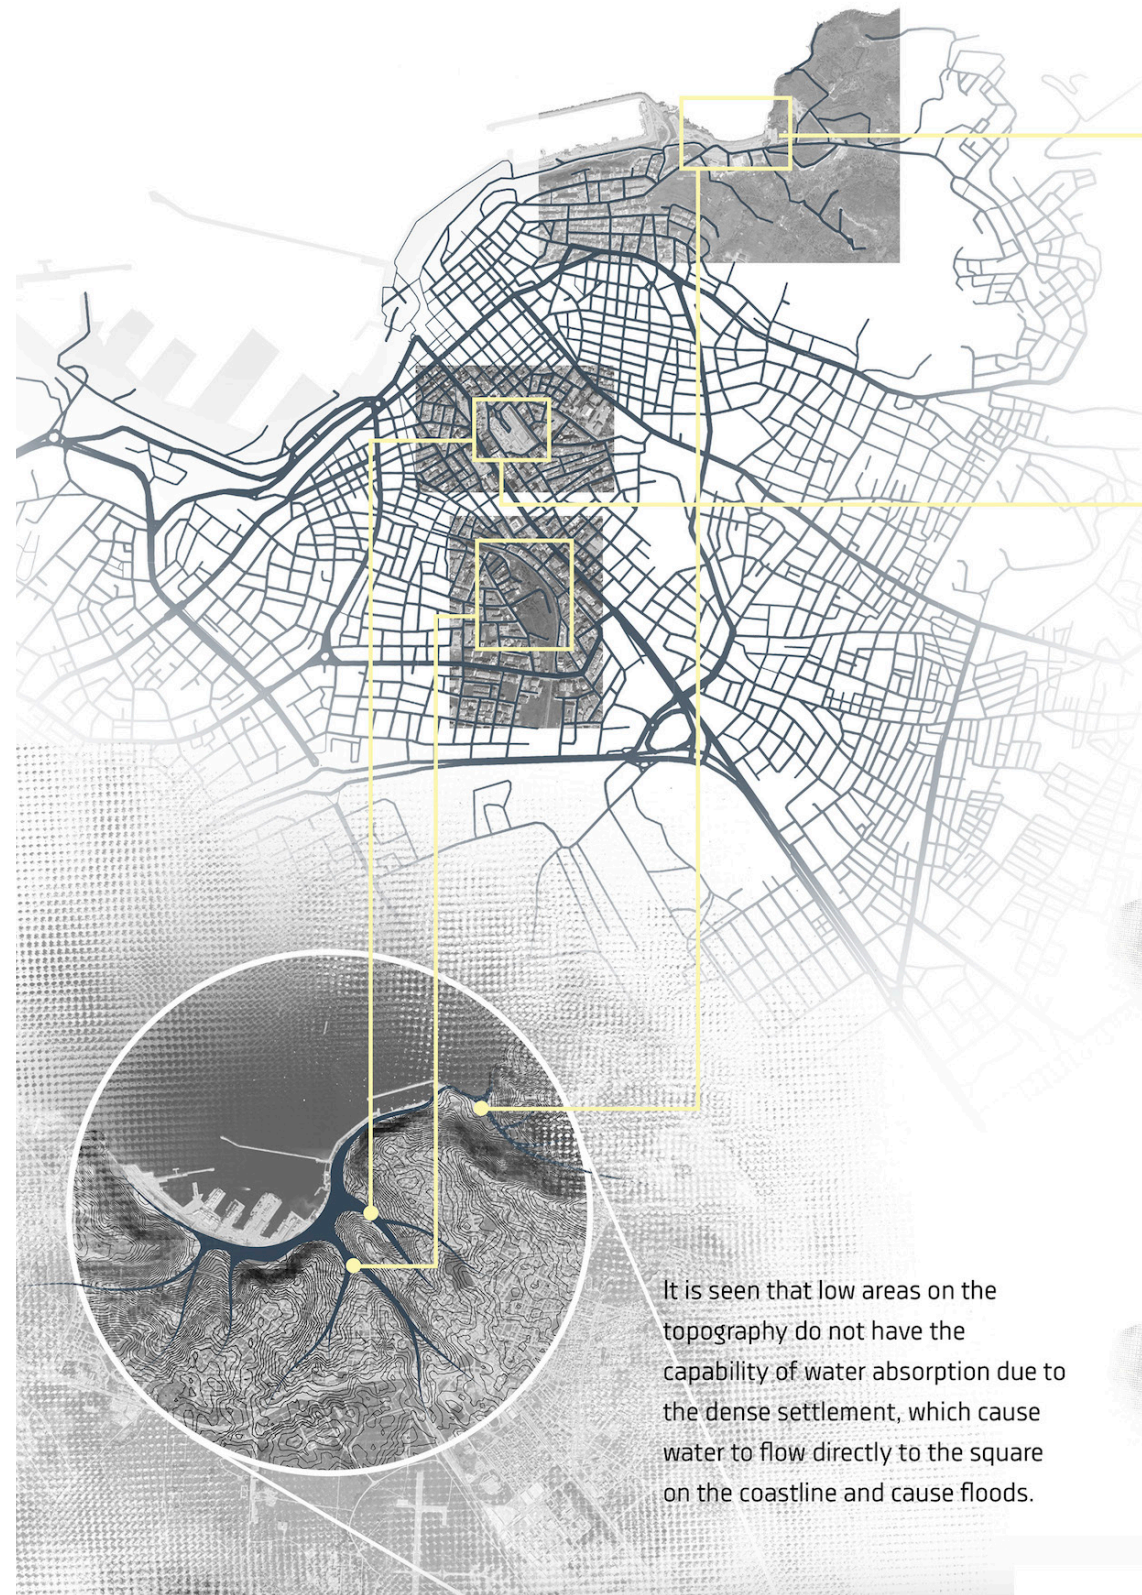 It is seen that low areas on the
topography do not have the
capability of water absorption due to
the dense settlement, which cause
water to flow directly to the square
on the coastline and cause floods.